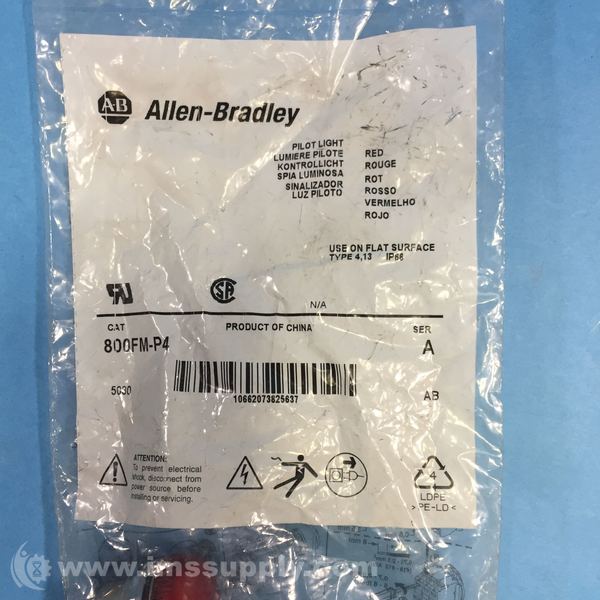 AB Allen-Bradley
PILOT LIGHT
LUMIERE PILOTE
KONTROLLICHT
SPIA LUMINOSA
SINALIZADOR
LUZ PILOTO
RED
ROUGE
ROT
ROSSO
VERMELHO
ROJO
USE ON FLAT SURFACE
TYPE 4,13 IP66
N/A
CAT
PRODUCT OF CHINA
SER
800FM-P4
A
10662073825637
5030
AB
ATTENTION:
To prevent electrical
shock, disconnect from
power source before
installing or servicing.
4
LDPE
>PE-LD<
www.imssupply.com